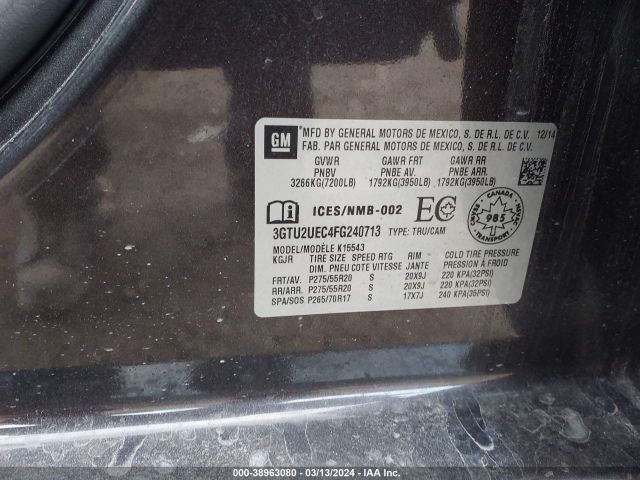 GM
MFD BY GENERAL MOTORS DE MEXICO, S. DE R.L. DE C.V. 12/14
FAB. PAR GENERAL MOTORS DE MEXICO, S. DE R.L. DE C.V.
GVWR GAWR FRT GAWR RR
PNBV PNBE AV. PNBE ARR.
3266KG(7200LB) 1792KG(3950LB) 1792KG(3950LB)
ICES/NMB-002 EC
CANADA
985
3GTU2UEC4FG240713 TYPE: TRU/CAM
MODEL/MODÈLE K15543
KGJR TIRE SIZE SPEED RTG RIM COLD TIRE PRESSURE
DIM. PNEU COTE VITESSE JANTE PRESSION À FROID
FRT/AV. P275/55R20 S 20X9J 220 KPA(32PSI)
RR/ARR. P275/55R20 S 20X9J 220 KPA(32PSI)
SPA/SOS P265/70R17 S 17X7J 240 KPA(35PSI)
000-38963080 / 03/13/2024 - IAA Inc.